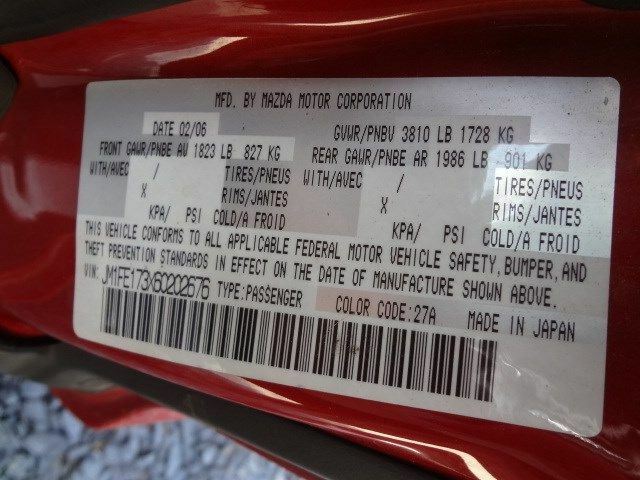 MFD. BY MAZDA MOTOR CORPORATION
DATE 02/06 GVWR/PNBV 3810 LB 1728 KG
FRONT GAWR/PNBE AV 1823 LB 827 KG REAR GAWR/PNBE AR 1986 LB 901 KG
WITH/AVEC / TIRES/PNEUS WITH/AVEC / TIRES/PNEUS
X RIMS/JANTES X RIMS/JANTES
KPA/ PSI COLD/A FROID KPA/ PSI COLD/A FROID
THIS VEHICLE CONFORMS TO ALL APPLICABLE FEDERAL MOTOR VEHICLE SAFETY, BUMPER, AND
THEFT PREVENTION STANDARDS IN EFFECT ON THE DATE OF MANUFACTURE SHOWN ABOVE.
VIN: JM1FE173X60202676 TYPE:PASSENGER COLOR CODE:27A MADE IN JAPAN